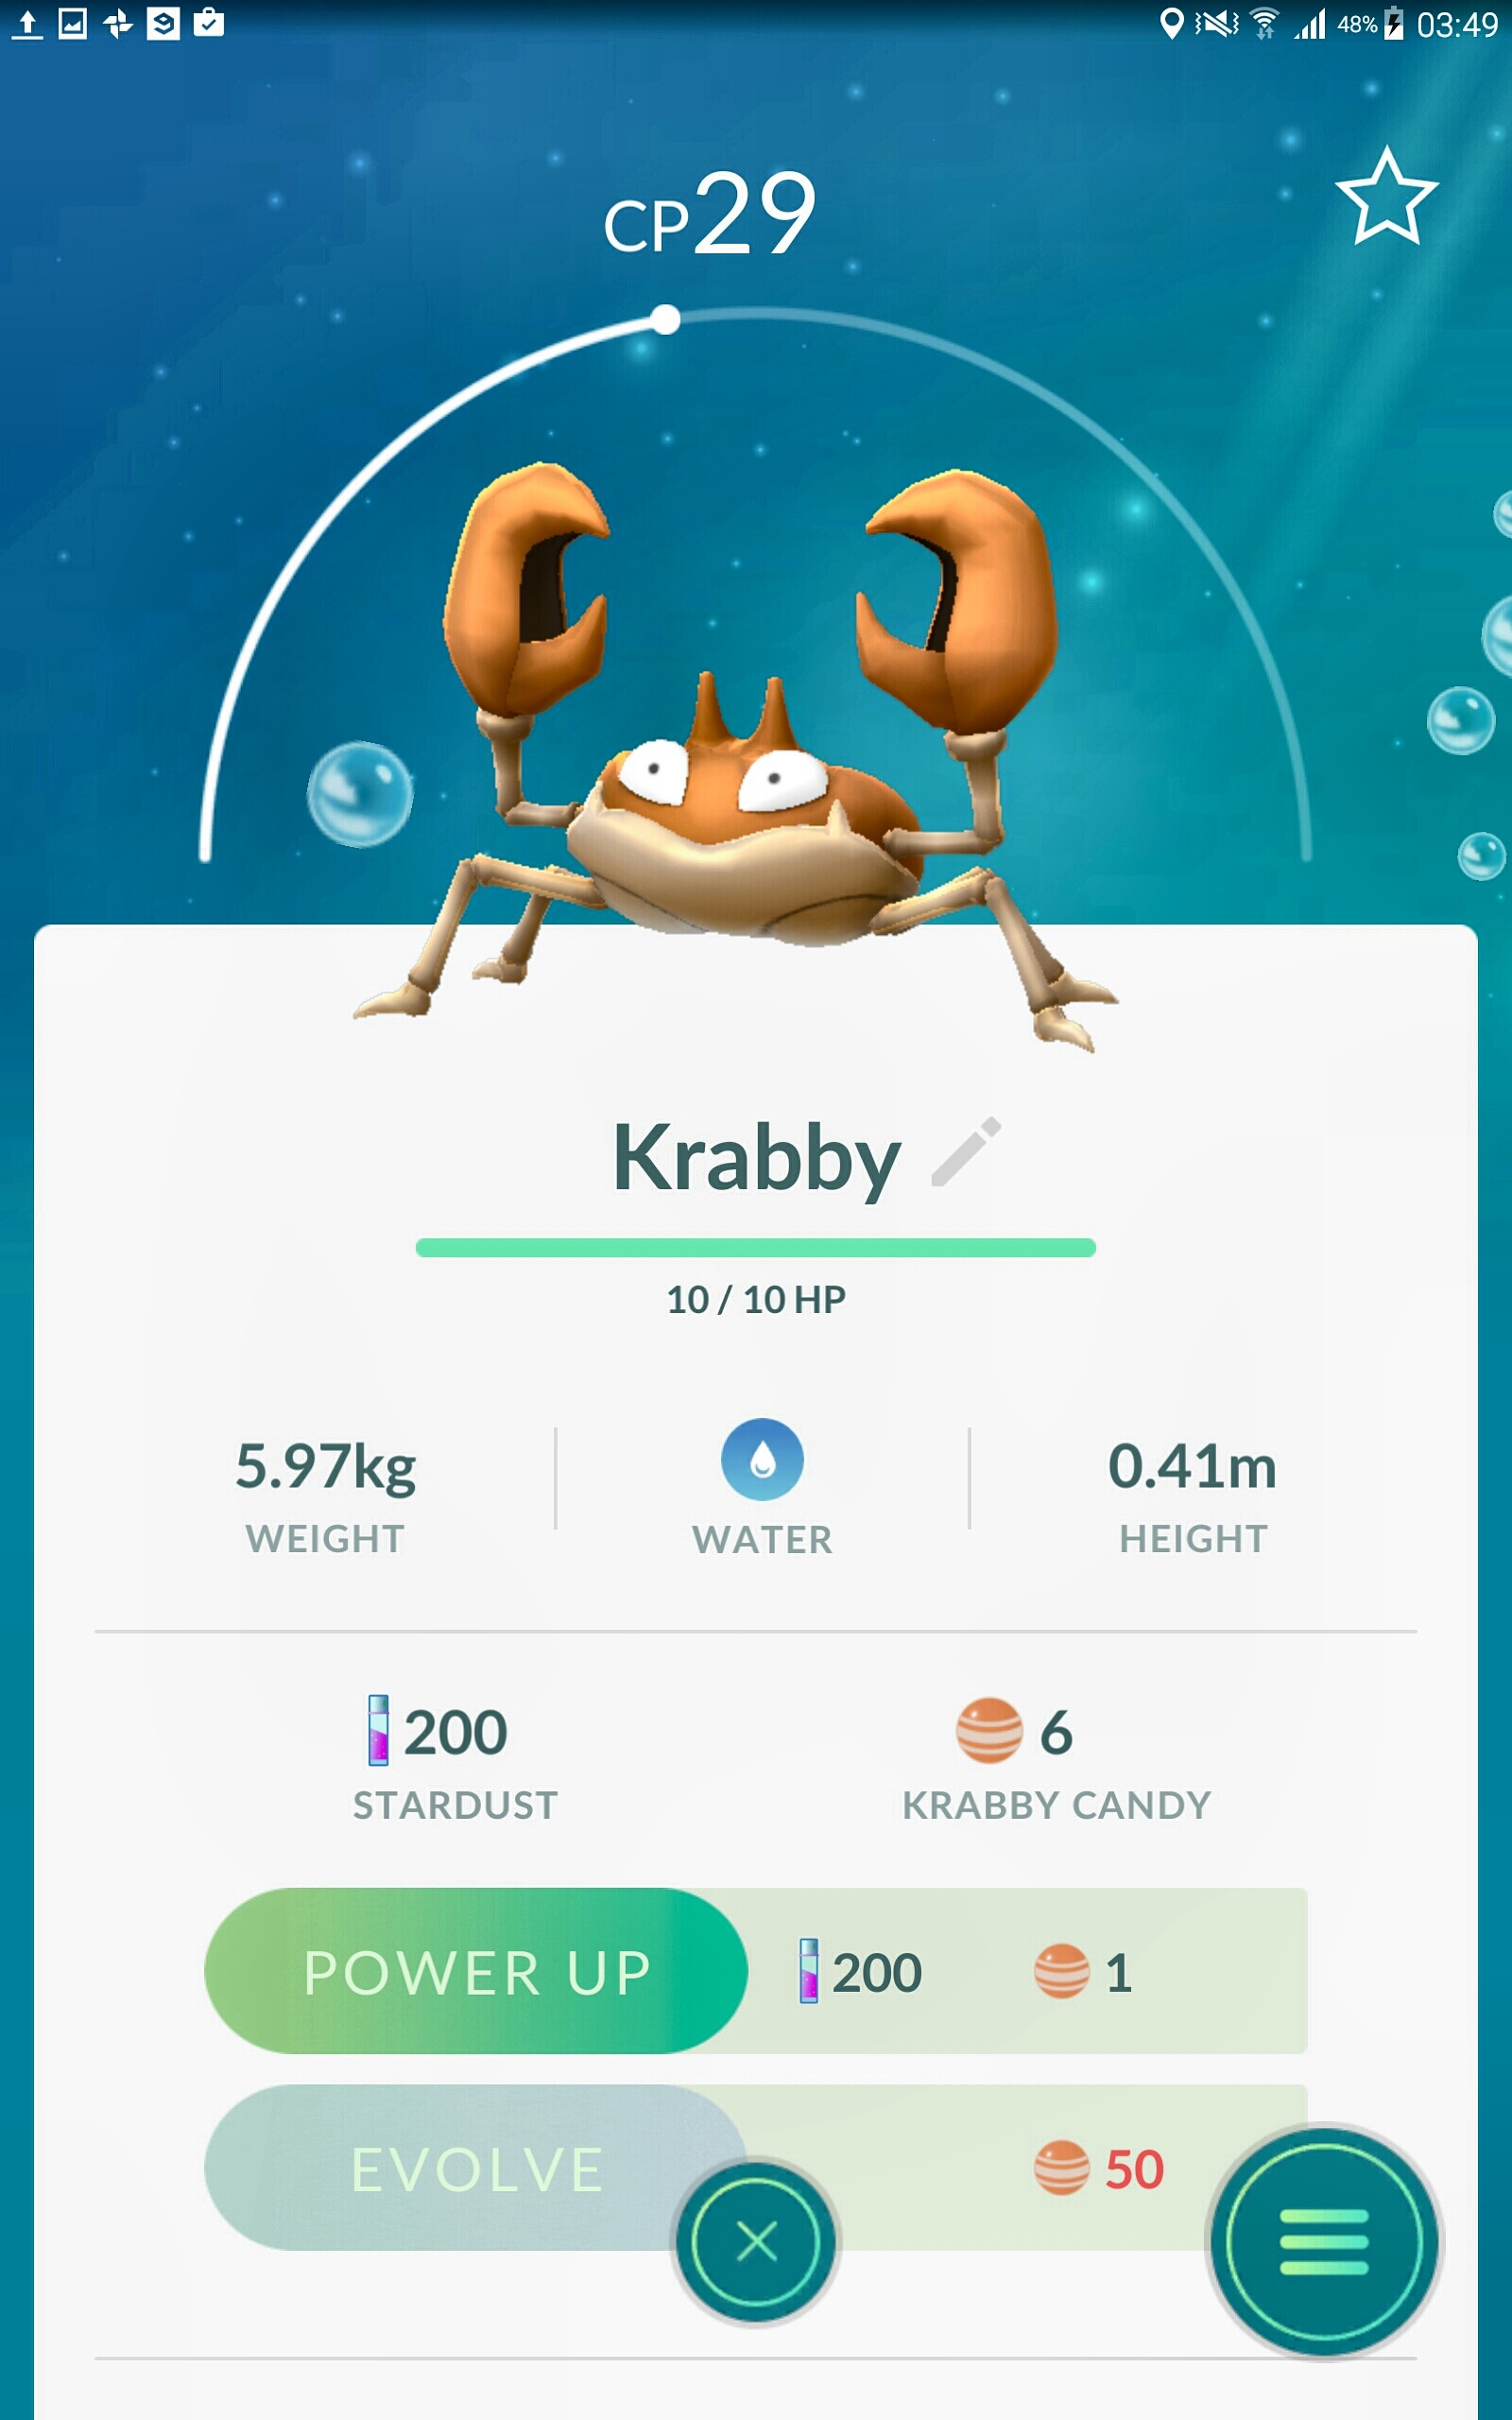 48% 03:49
CP29
Krabby
10 / 10 HP
5.97kg
WEIGHT
WATER
0.41m
HEIGHT
200
STARDUST
6
KRABBY CANDY
POWER UP 200 1
EVOLVE 50